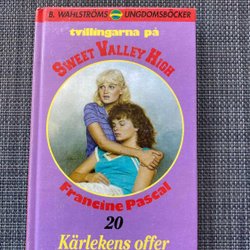 B. WAHLSTRÖMS UNGDOMSBÖCKER
tvillingarna på
SWEET VALLEY HIGH
Francine Pascal
20
Kärlekens offer